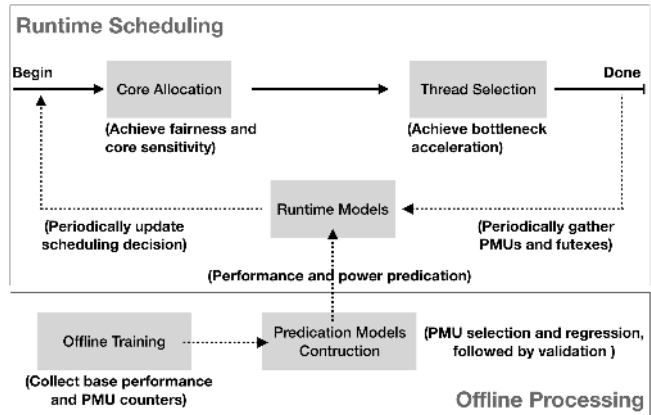 Runtime Scheduling
Begin
Done
Core Allocation
Thread Selection
(Achieve fairness and
core sensitivity)
(Achieve bottleneck
acceleration)
Runtime Models
(Periodically update
scheduling decision)
(Periodically gather
PMUs and futexes)
(Performance and power predication)
Offline Training
Predication Models
Contruction
(PMU selection and regression,
followed by validation )
(Collect base performance
and PMU counters)
Offline Processing